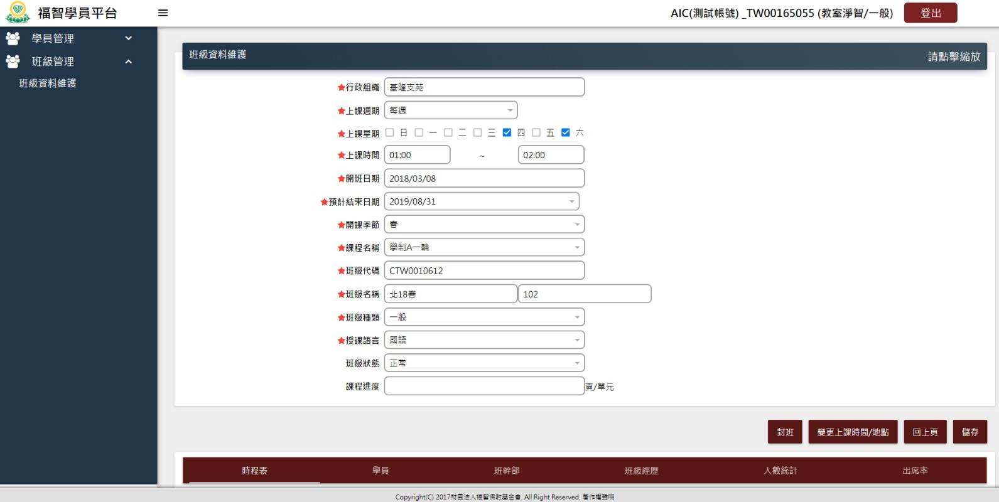 福智學員平台
AIC(測試帳號) _TW00165055 (教室淨智/一般)
登出
學員管理
班級管理
班級資料維護
班級資料維護
請點擊縮放
★行政組織 基隆支苑
★上課週期 每週
★上課星期 日 一 二 三 四 五 六
★上課時間 01:00 ~ 02:00
★開班日期 2018/03/08
★預計結束日期 2019/08/31
★開課季節 春
★課程名稱 學制A一輪
★班級代碼 CTW0010612
★班級名稱 北18春 102
★班級種類 一般
★授課語言 國語
班級狀態 正常
課程進度 頁/單元
封班 變更上課時間/地點 回上頁 儲存
時程表 學員 班幹部 班級經歷 人數統計 出席率
Copyright(C) 2017財團法人福智佛教基金會. All Right Reserved. 著作權聲明